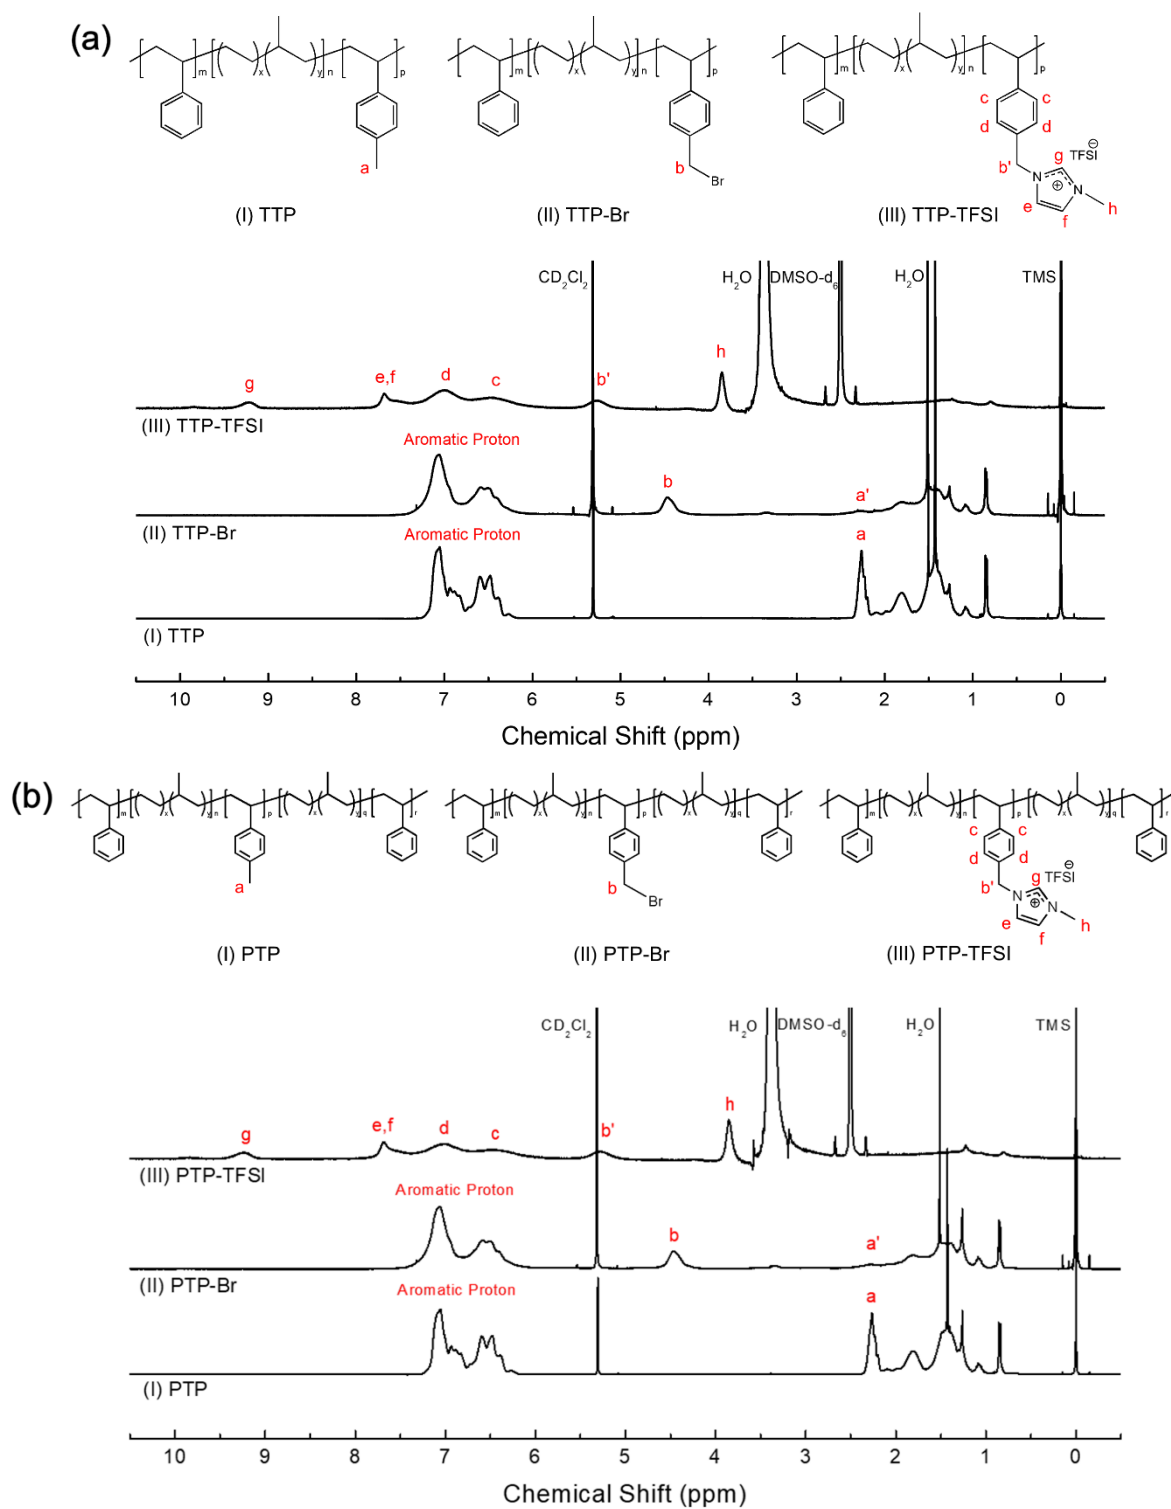 (a)
m x y n p
m x y n p
m x y n p
c c
d d
a
b
Br
b' g TFSI⊖
N N
⊕
e f h
(I) TTP
(II) TTP-Br
(III) TTP-TFSI
CD2Cl2 H2O DMSO-d6 H2O TMS
g e,f d c b' h
(III) TTP-TFSI
Aromatic Proton
b a'
(II) TTP-Br
Aromatic Proton
a
(I) TTP
10 9 8 7 6 5 4 3 2 1 0
Chemical Shift (ppm)
(b)
m x y n p x y q r
m x y n p x y q r
m x y n p x y q r
c c
d d
a
b
Br
b' g TFSI⊖
N N
⊕
e f h
(I) PTP
(II) PTP-Br
(III) PTP-TFSI
CD2Cl2 H2O DMSO-d6 H2O TMS
g e,f d c b' h
(III) PTP-TFSI
Aromatic Proton
b a'
(II) PTP-Br
Aromatic Proton
a
(I) PTP
10 9 8 7 6 5 4 3 2 1 0
Chemical Shift (ppm)